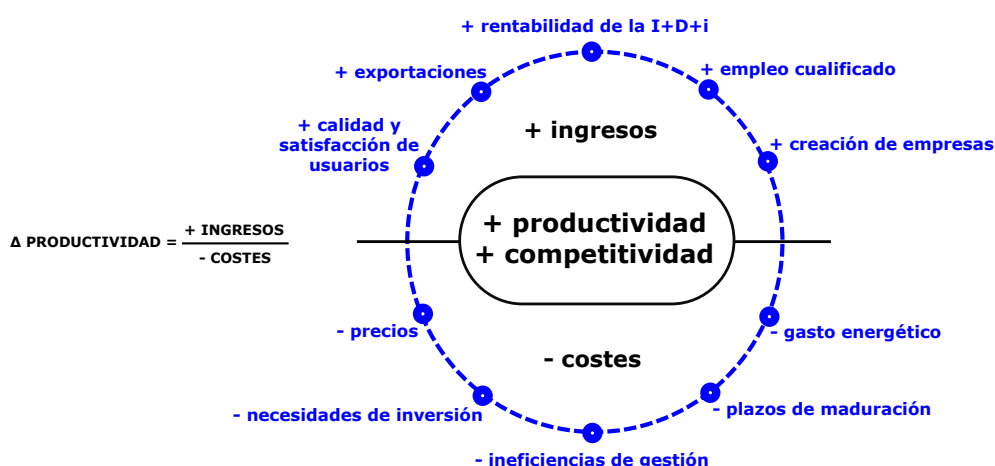 + rentabilidad de la I+D+i
+ exportaciones
+ empleo cualificado
+ calidad y
satisfacción de
usuarios
+ ingresos
+ creación de empresas
+ productividad
+ competitividad
Δ PRODUCTIVIDAD =
+ INGRESOS
- COSTES
- precios
- gasto energético
- costes
- necesidades de inversión
- plazos de maduración
- ineficiencias de gestión